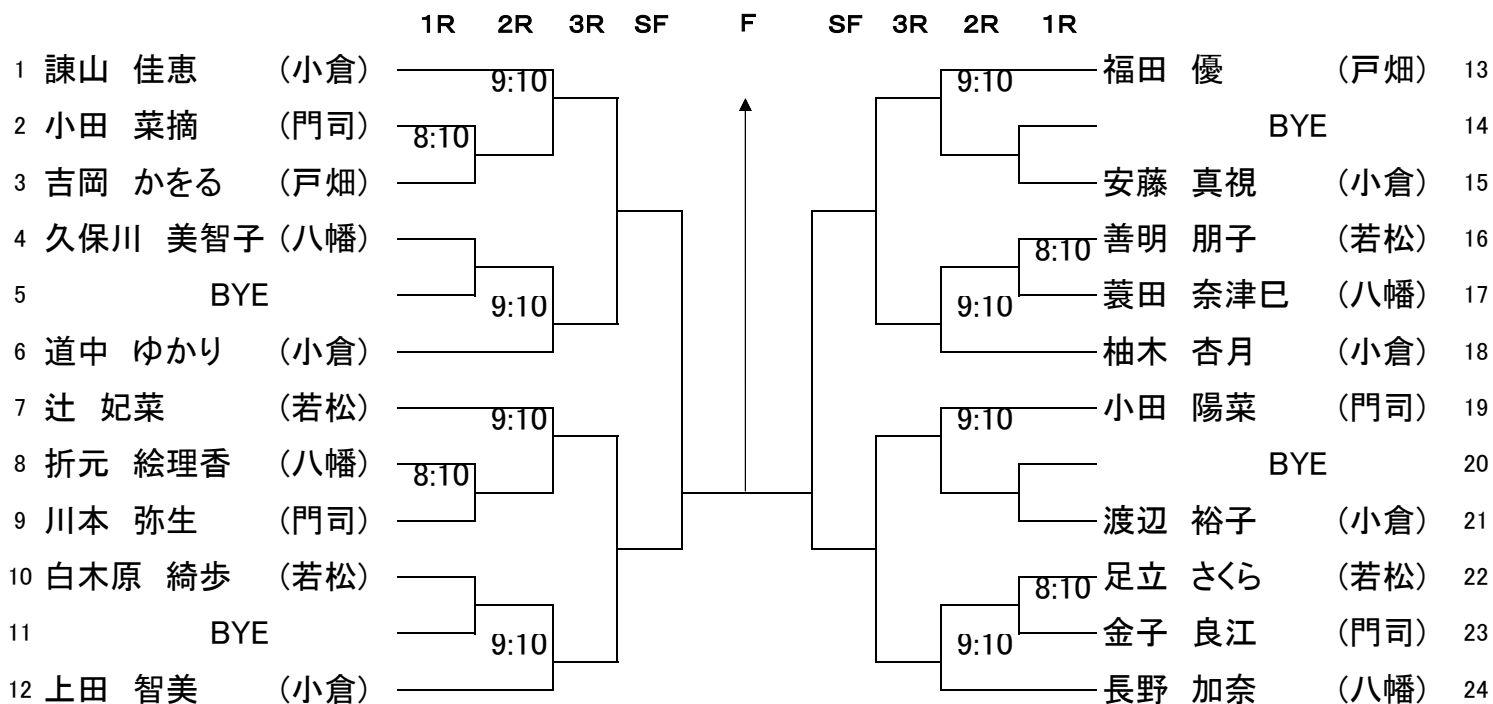 1R 2R 3R SF F SF 3R 2R 1R
1 諫山 佳恵 (小倉) 9:10 9:10 福田 優 (戸畑) 13
2 小田 菜摘 (門司) 8:10 BYE 14
3 吉岡 かをる (戸畑) 安藤 真視 (小倉) 15
4 久保川 美智子 (八幡) 8:10 善明 朋子 (若松) 16
5 BYE 9:10 9:10 蓑田 奈津巳 (八幡) 17
6 道中 ゆかり (小倉) 柚木 杏月 (小倉) 18
7 辻 妃菜 (若松) 9:10 9:10 小田 陽菜 (門司) 19
8 折元 絵理香 (八幡) 8:10 BYE 20
9 川本 弥生 (門司) 渡辺 裕子 (小倉) 21
10 白木原 綺歩 (若松) 8:10 足立 さくら (若松) 22
11 BYE 9:10 9:10 金子 良江 (門司) 23
12 上田 智美 (小倉) 長野 加奈 (八幡) 24